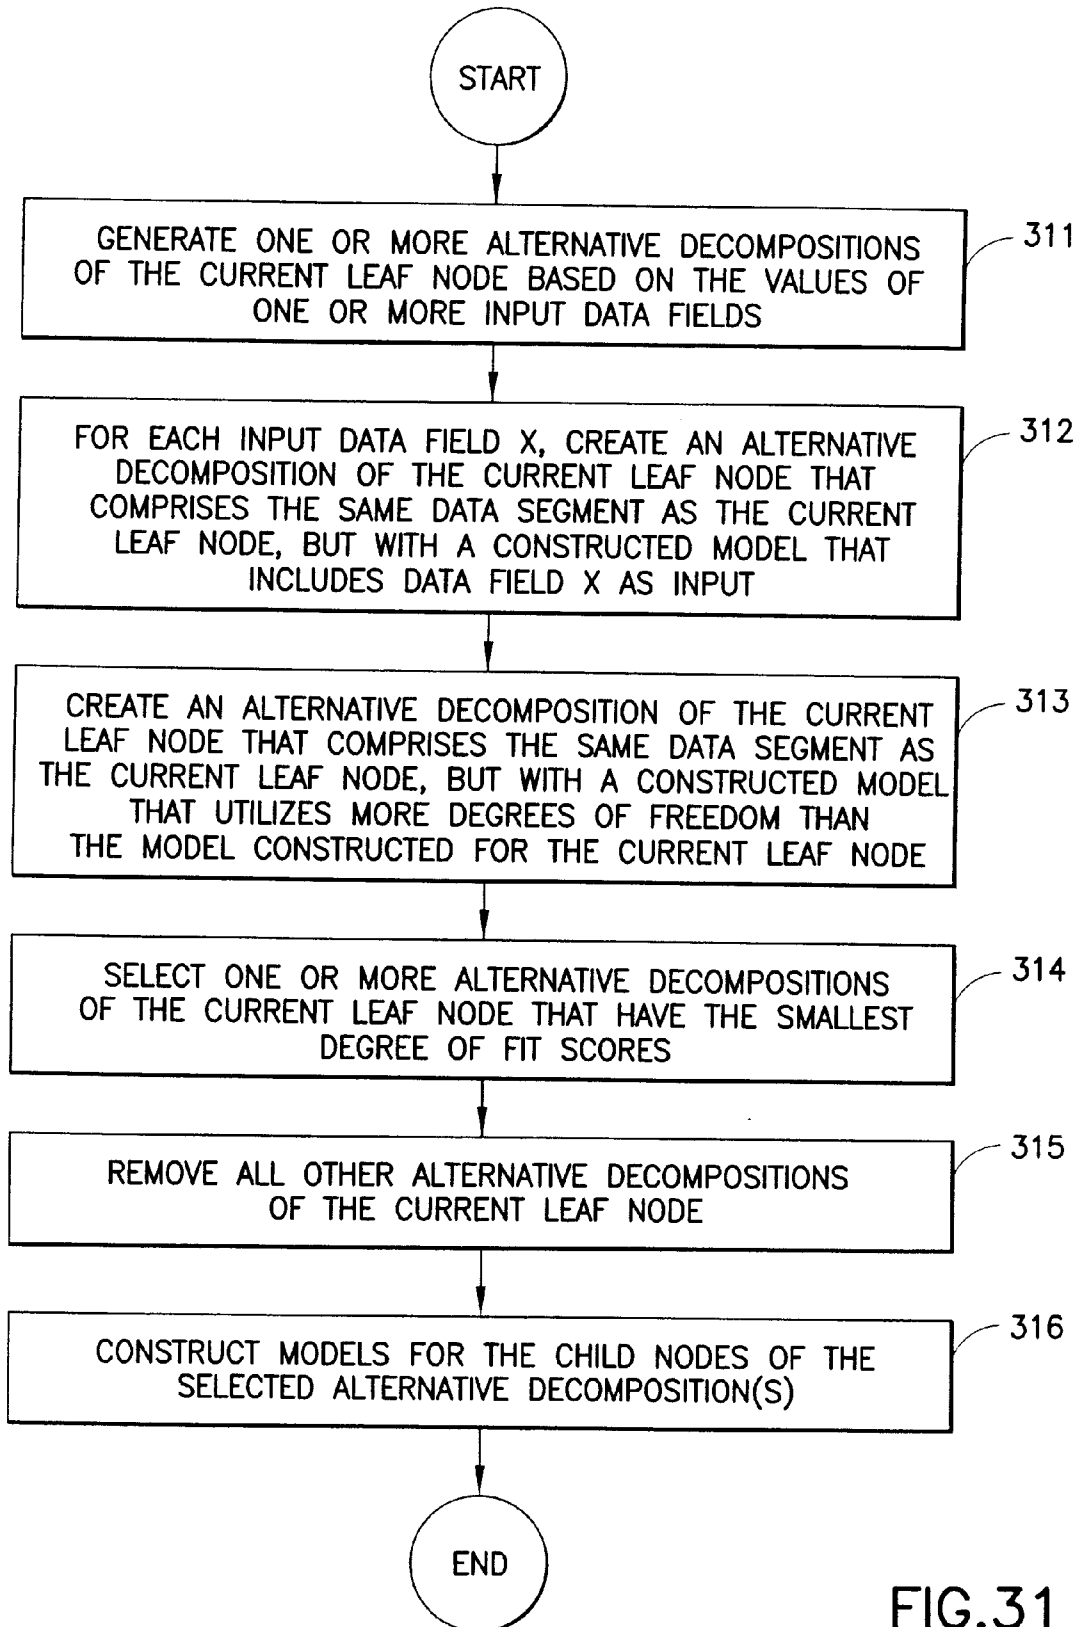 START
GENERATE ONE OR MORE ALTERNATIVE DECOMPOSITIONS
OF THE CURRENT LEAF NODE BASED ON THE VALUES OF
ONE OR MORE INPUT DATA FIELDS
311
FOR EACH INPUT DATA FIELD X, CREATE AN ALTERNATIVE
DECOMPOSITION OF THE CURRENT LEAF NODE THAT
COMPRISES THE SAME DATA SEGMENT AS THE CURRENT
LEAF NODE, BUT WITH A CONSTRUCTED MODEL THAT
INCLUDES DATA FIELD X AS INPUT
312
CREATE AN ALTERNATIVE DECOMPOSITION OF THE CURRENT
LEAF NODE THAT COMPRISES THE SAME DATA SEGMENT AS
THE CURRENT LEAF NODE, BUT WITH A CONSTRUCTED MODEL
THAT UTILIZES MORE DEGREES OF FREEDOM THAN
THE MODEL CONSTRUCTED FOR THE CURRENT LEAF NODE
313
SELECT ONE OR MORE ALTERNATIVE DECOMPOSITIONS
OF THE CURRENT LEAF NODE THAT HAVE THE SMALLEST
DEGREE OF FIT SCORES
314
REMOVE ALL OTHER ALTERNATIVE DECOMPOSITIONS
OF THE CURRENT LEAF NODE
315
CONSTRUCT MODELS FOR THE CHILD NODES OF THE
SELECTED ALTERNATIVE DECOMPOSITION(S)
316
END
FIG.31